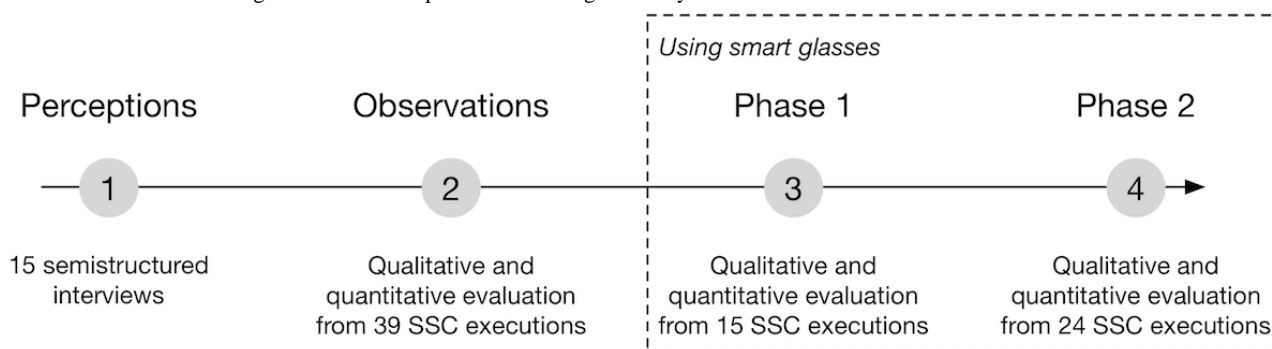 Using smart glasses
Perceptions
Observations
Phase 1
Phase 2
1
2
3
4
15 semistructured
interviews
Qualitative and
quantitative evaluation
from 39 SSC executions
Qualitative and
quantitative evaluation
from 15 SSC executions
Qualitative and
quantitative evaluation
from 24 SSC executions